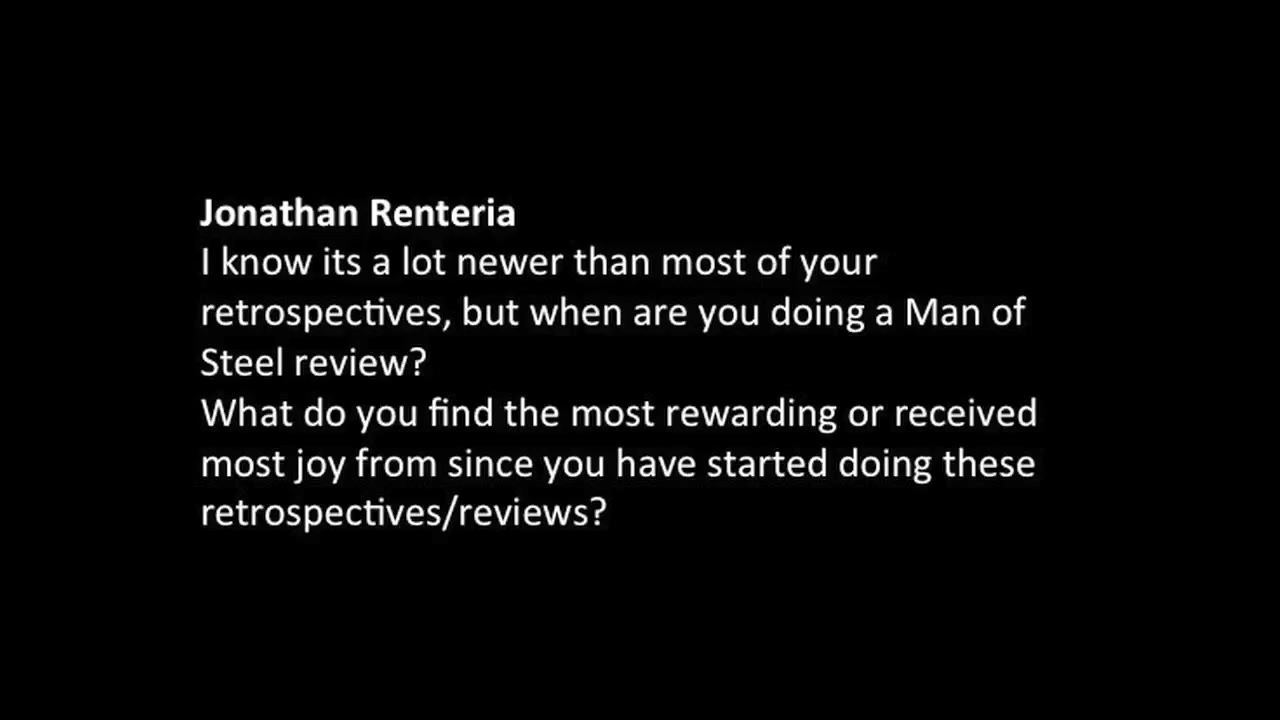 Jonathan Renteria
I know its a lot newer than most of your
retrospectives, but when are you doing a Man of
Steel review?
What do you find the most rewarding or received
most joy from since you have started doing these
retrospectives/reviews?